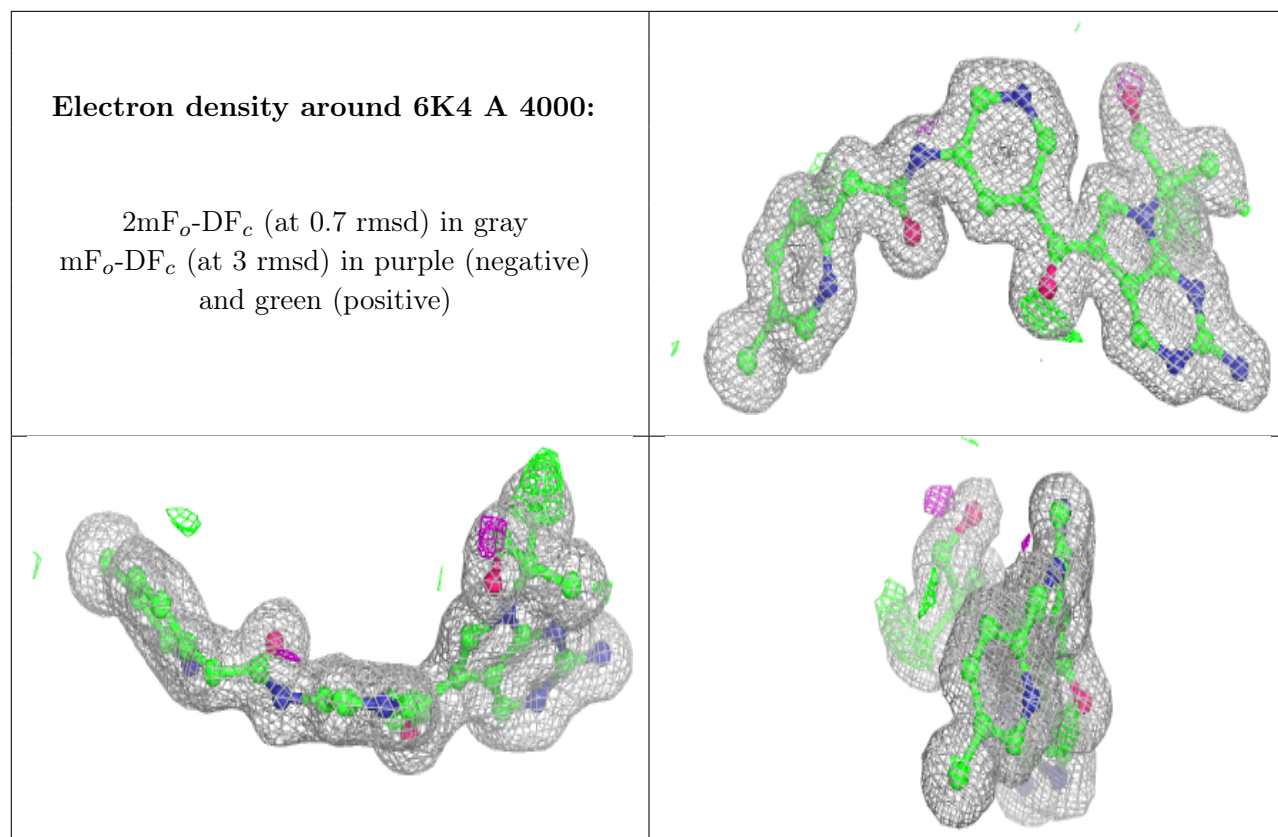 Electron density around 6K4 A 4000:
2mFₒ-DF𝒸 (at 0.7 rmsd) in gray
mFₒ-DF𝒸 (at 3 rmsd) in purple (negative)
and green (positive)